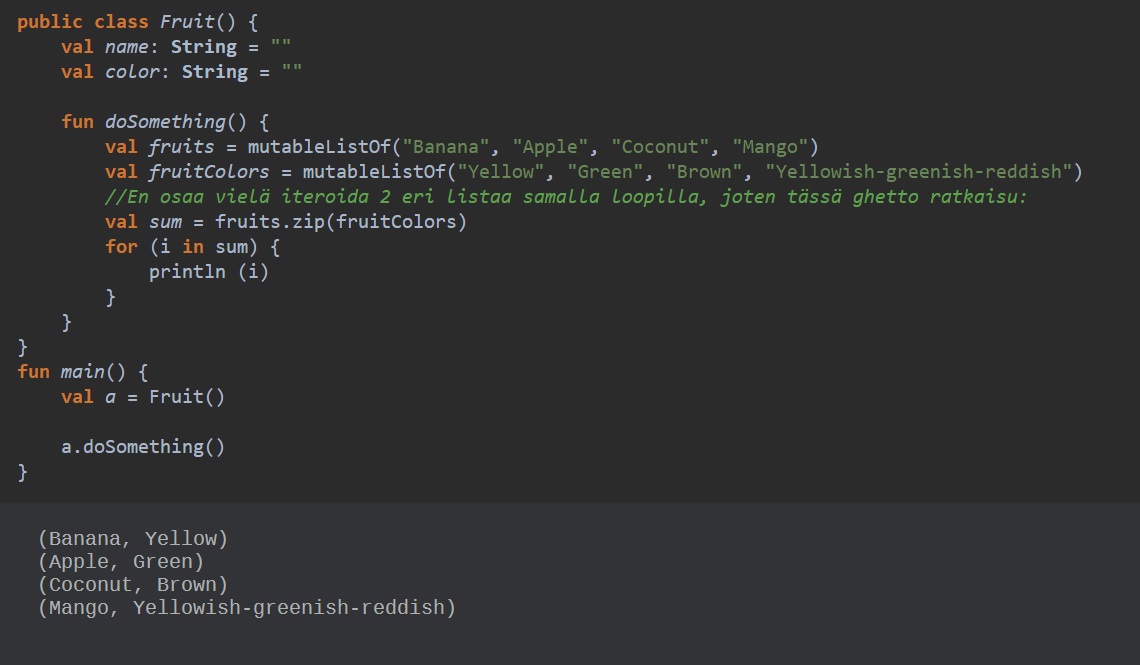 public class Fruit() {
    val name: String = ""
    val color: String = ""
    fun doSomething() {
        val fruits = mutableListOf("Banana", "Apple", "Coconut", "Mango")
        val fruitColors = mutableListOf("Yellow", "Green", "Brown", "Yellowish-greenish-reddish")
        //En osaa vielä iteroida 2 eri listaa samalla loopilla, joten tässä ghetto ratkaisu:
        val sum = fruits.zip(fruitColors)
        for (i in sum) {
            println (i)
        }
    }
}
fun main() {
    val a = Fruit()
    a.doSomething()
}
(Banana, Yellow)
(Apple, Green)
(Coconut, Brown)
(Mango, Yellowish-greenish-reddish)